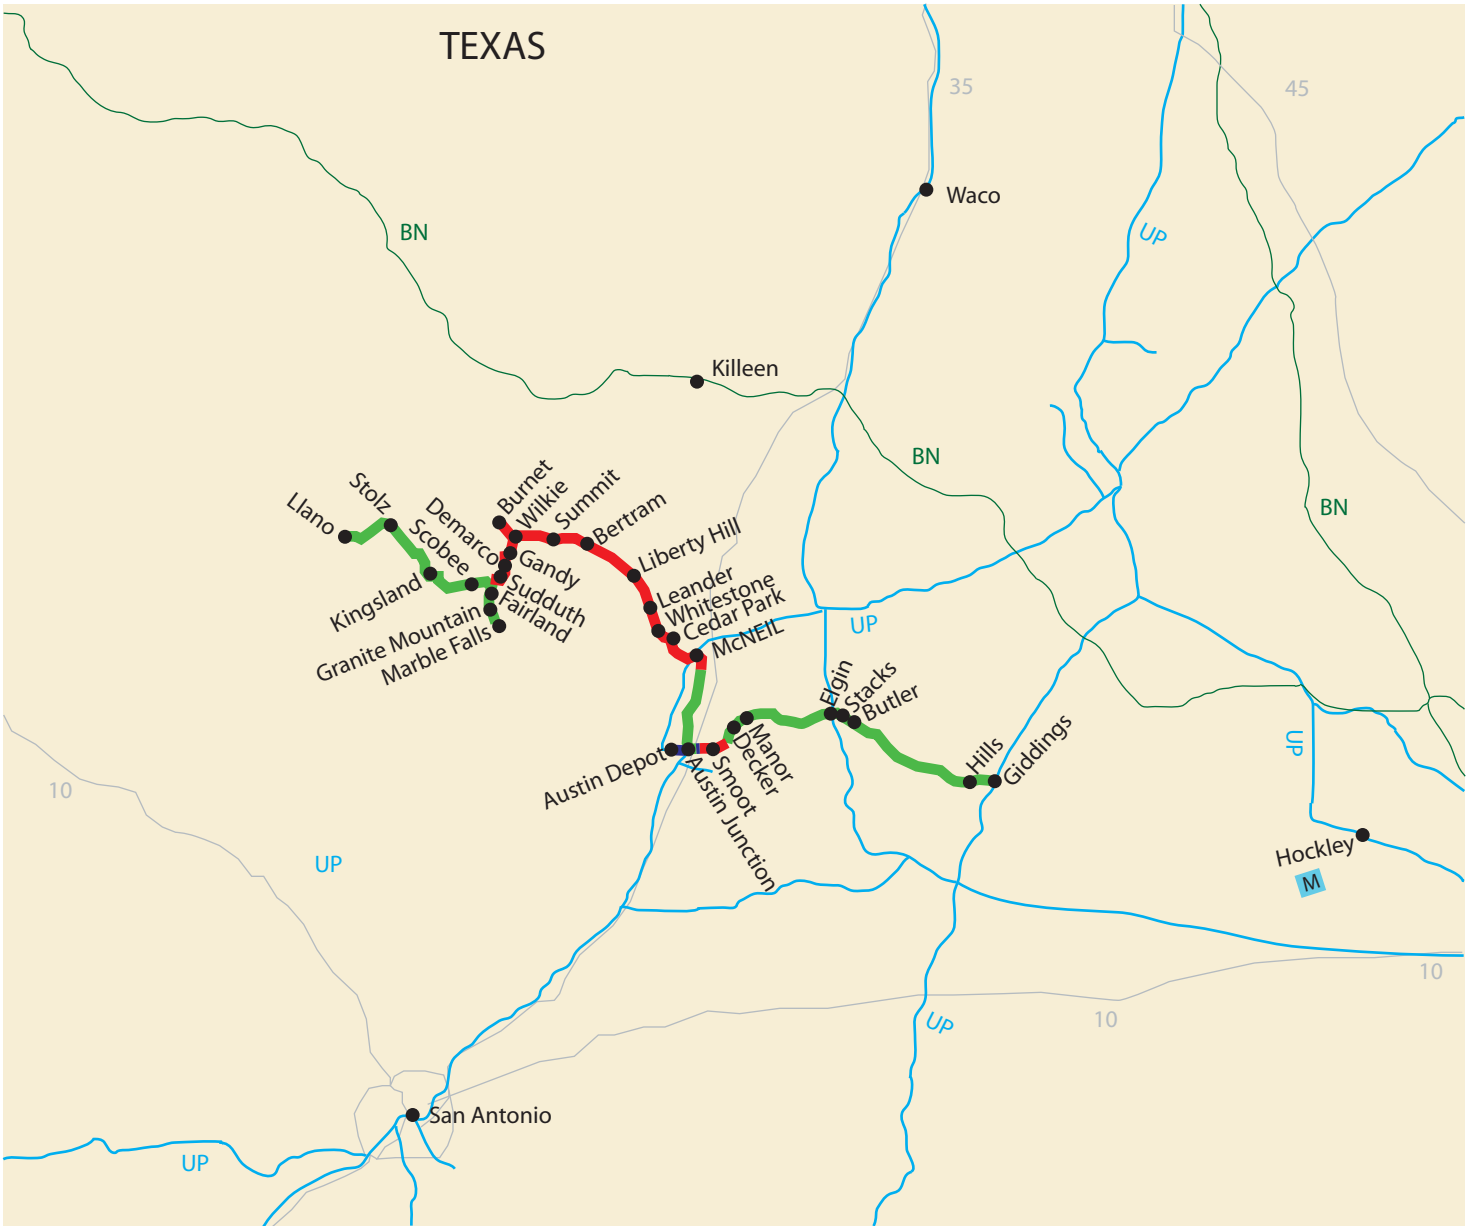 TEXAS
35
45
Waco
BN
UP
Killeen
BN
BN
Burnet
Wilkie
Summit
Stolz
Llano
Demarco
Bertram
Scobee
Gandy
Liberty Hill
Kingsland
Sudduth
Fairland
Leander
Whitestone
Cedar Park
Granite Mountain
Marble Falls
McNEIL
UP
Elgin
Stacks
Butler
Manor
Decker
Smoot
Austin Depot
Austin Junction
Hills
Giddings
UP
10
Hockley
M
UP
10
10
UP
San Antonio
UP